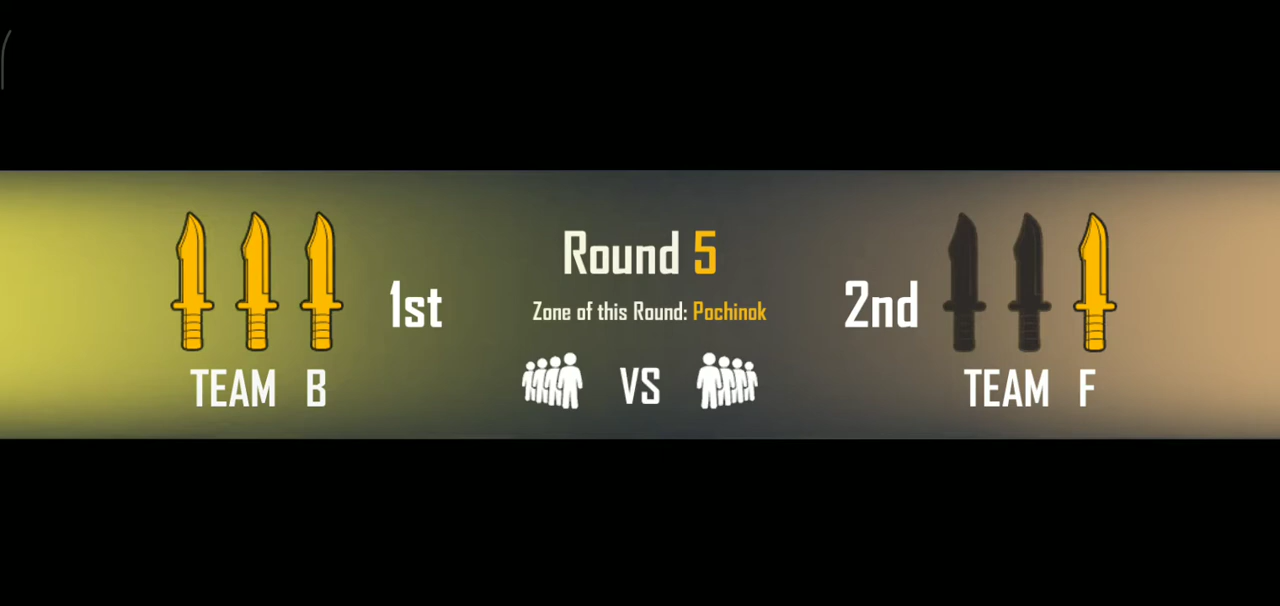 Round 5
1st
2nd
Zone of this Round: Pochinok
TEAM B
VS
TEAM F